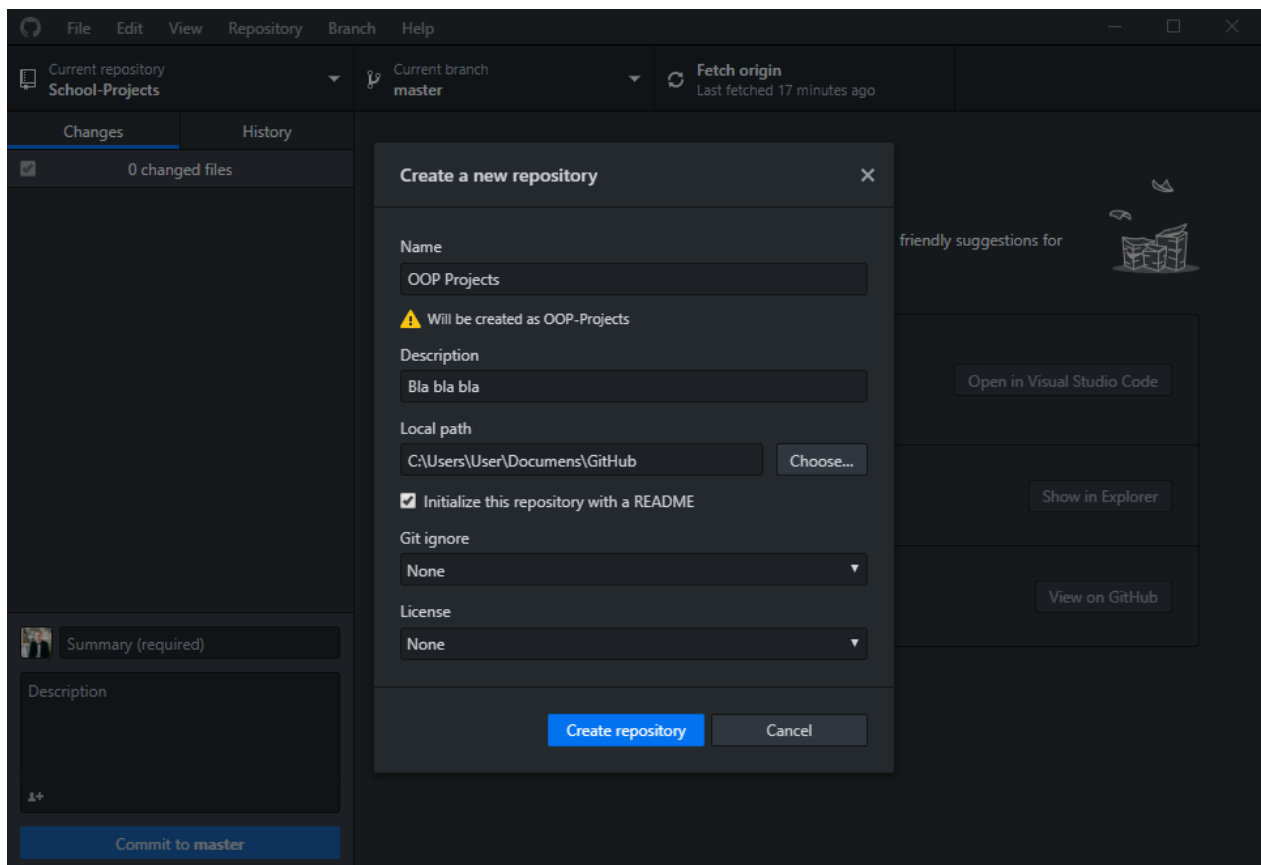 File Edit View Repository Branch Help
Current repository
School-Projects
Current branch
master
Fetch origin
Last fetched 17 minutes ago
Changes History
0 changed files
Create a new repository
Name
OOP Projects
Will be created as OOP-Projects
Description
Bla bla bla
Local path
C:\Users\User\Documens\GitHub
Choose...
Initialize this repository with a README
Git ignore
None
License
None
Create repository
Cancel
friendly suggestions for
Open in Visual Studio Code
Show in Explorer
View on GitHub
Summary (required)
Description
Commit to master